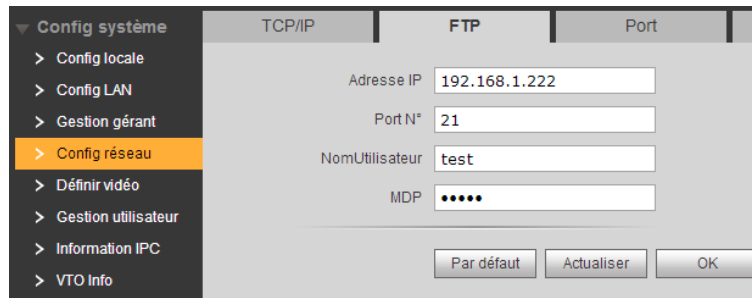 Config système
> Config locale
> Config LAN
> Gestion gérant
> Config réseau
> Définir vidéo
> Gestion utilisateur
> Information IPC
> VTO Info
TCP/IP FTP Port
Adresse IP 192.168.1.222
Port N° 21
NomUtilisateur test
MDP •••••
Par défaut Actualiser OK